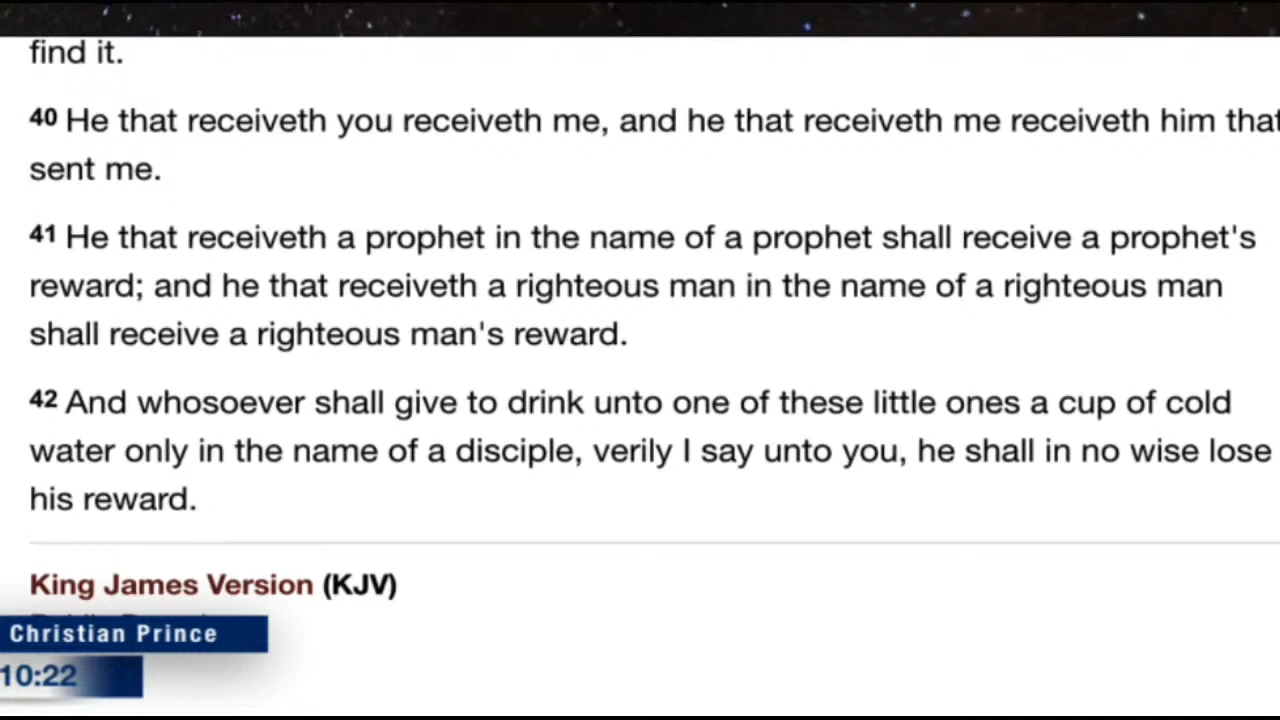 find it.
40 He that receiveth you receiveth me, and he that receiveth me receiveth him that
sent me.
41 He that receiveth a prophet in the name of a prophet shall receive a prophet's
reward; and he that receiveth a righteous man in the name of a righteous man
shall receive a righteous man's reward.
42 And whosoever shall give to drink unto one of these little ones a cup of cold
water only in the name of a disciple, verily I say unto you, he shall in no wise lose
his reward.
King James Version (KJV)
Christian Prince
10:22